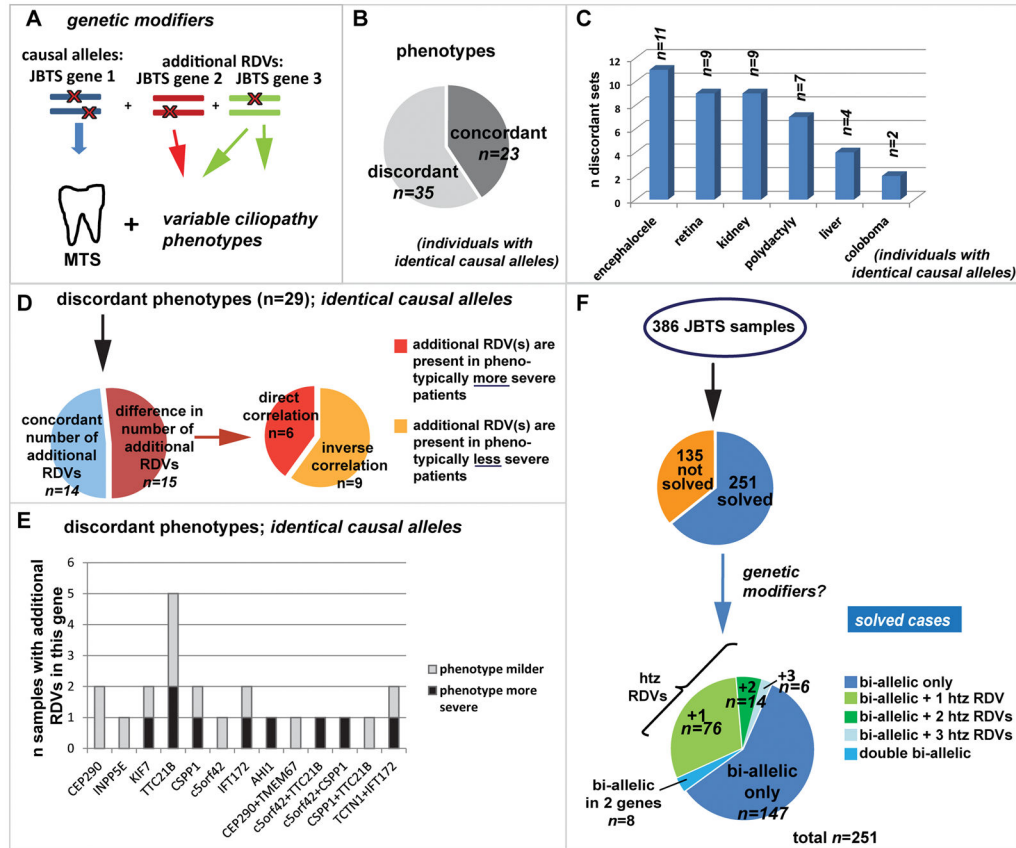 A
genetic modifiers
causal alleles:
JBTS gene 1
additional RDVs:
JBTS gene 2 JBTS gene 3
+ +
MTS
+
variable ciliopathy
phenotypes
B
phenotypes
concordant
n=23
discordant
n=35
(individuals with
identical causal alleles)
C
n discordant sets
12
10
8
6
4
2
0
n=11
n=9
n=9
n=7
n=4
n=2
encephalocele
retina
kidney
polydactyly
liver
coloboma
(individuals with
identical causal alleles)
D discordant phenotypes (n=29); identical causal alleles
concordant
number of
additional
RDVs
n=14
difference in
number of
additional
RDVs
n=15
direct
correlation
n=6
inverse
correlation
n=9
additional RDV(s) are
present in pheno-
typically more severe
patients
additional RDV(s) are
present in pheno-
typically less severe
patients
E discordant phenotypes; identical causal alleles
n samples with additional
RDVs in this gene
6
5
4
3
2
1
0
CEP290
INPP5E
KIF7
TTC21B
CSPP1
c5orf42
IFT172
AHI1
CEP290+TMEM67
c5orf42+TTC21B
c5orf42+CSPP1
CSPP1+TTC21B
TCTN1+IFT172
phenotype milder
phenotype more
severe
F
386 JBTS samples
135
not
solved
251
solved
genetic
modifiers?
solved cases
htz
RDVs
+1
n=76
+2
n=14
+3
n=6
bi-allelic
only
n=147
bi-allelic
in 2 genes
n=8
bi-allelic only
bi-allelic + 1 htz RDV
bi-allelic + 2 htz RDVs
bi-allelic + 3 htz RDVs
double bi-allelic
total n=251